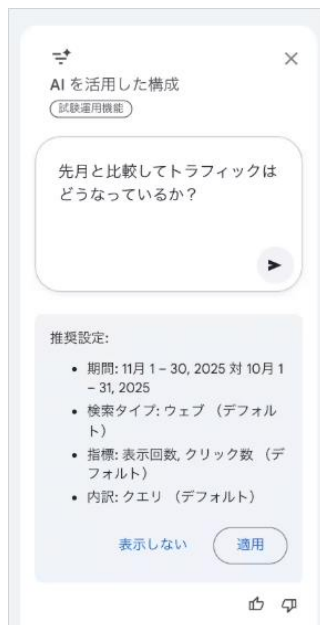 AI を活用した構成
試験運用機能
先月と比較してトラフィックは
どうなっているか？
推奨設定:
• 期間: 11月 1 – 30, 2025 対 10月 1
– 31, 2025
• 検索タイプ: ウェブ （デフォル
ト）
• 指標: 表示回数, クリック数 （デ
フォルト）
• 内訳: クエリ （デフォルト）
表示しない 適用